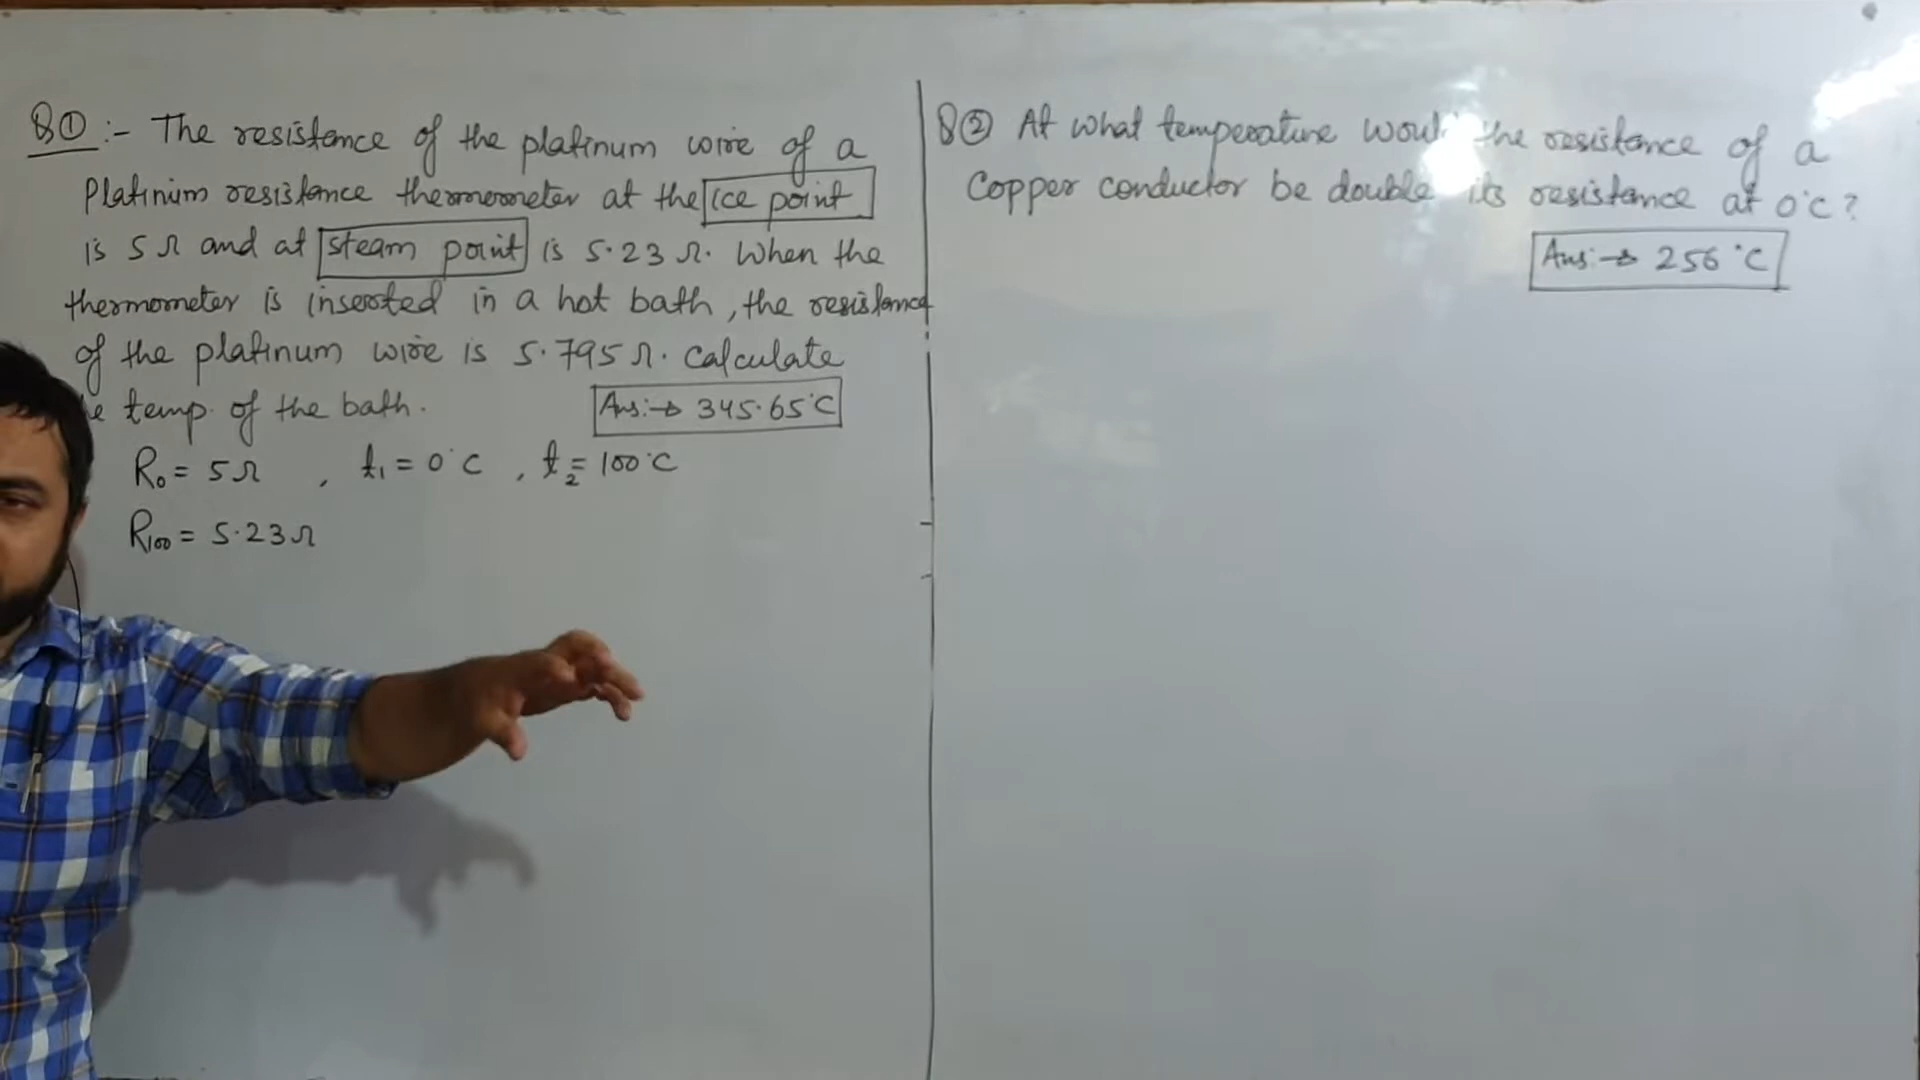 Q①:- The resistance of the platinum wire of a
Platinum resistance thermometer at the ice point
is 5 Ω and at steam point is 5.23 Ω. When the
thermometer is inserted in a hot bath, the resistance
of the platinum wire is 5.795 Ω. Calculate
temp. of the bath.
Ans:→ 345.65°C
R₀ = 5Ω , t₁ = 0°C , t₂ = 100°C
R₁₀₀ = 5.23Ω
Q② At what temperature would the resistance of a
Copper conductor be double its resistance at 0°C?
Ans:→ 256°C